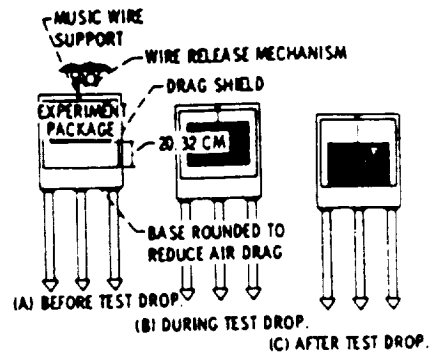 MUSIC WIRE
SUPPORT
WIRE RELEASE MECHANISM
DRAG SHIELD
EXPERIMENT
PACKAGE
20.32 CM
BASE ROUNDED TO
REDUCE AIR DRAG
(A) BEFORE TEST DROP.
(B) DURING TEST DROP.
(C) AFTER TEST DROP.